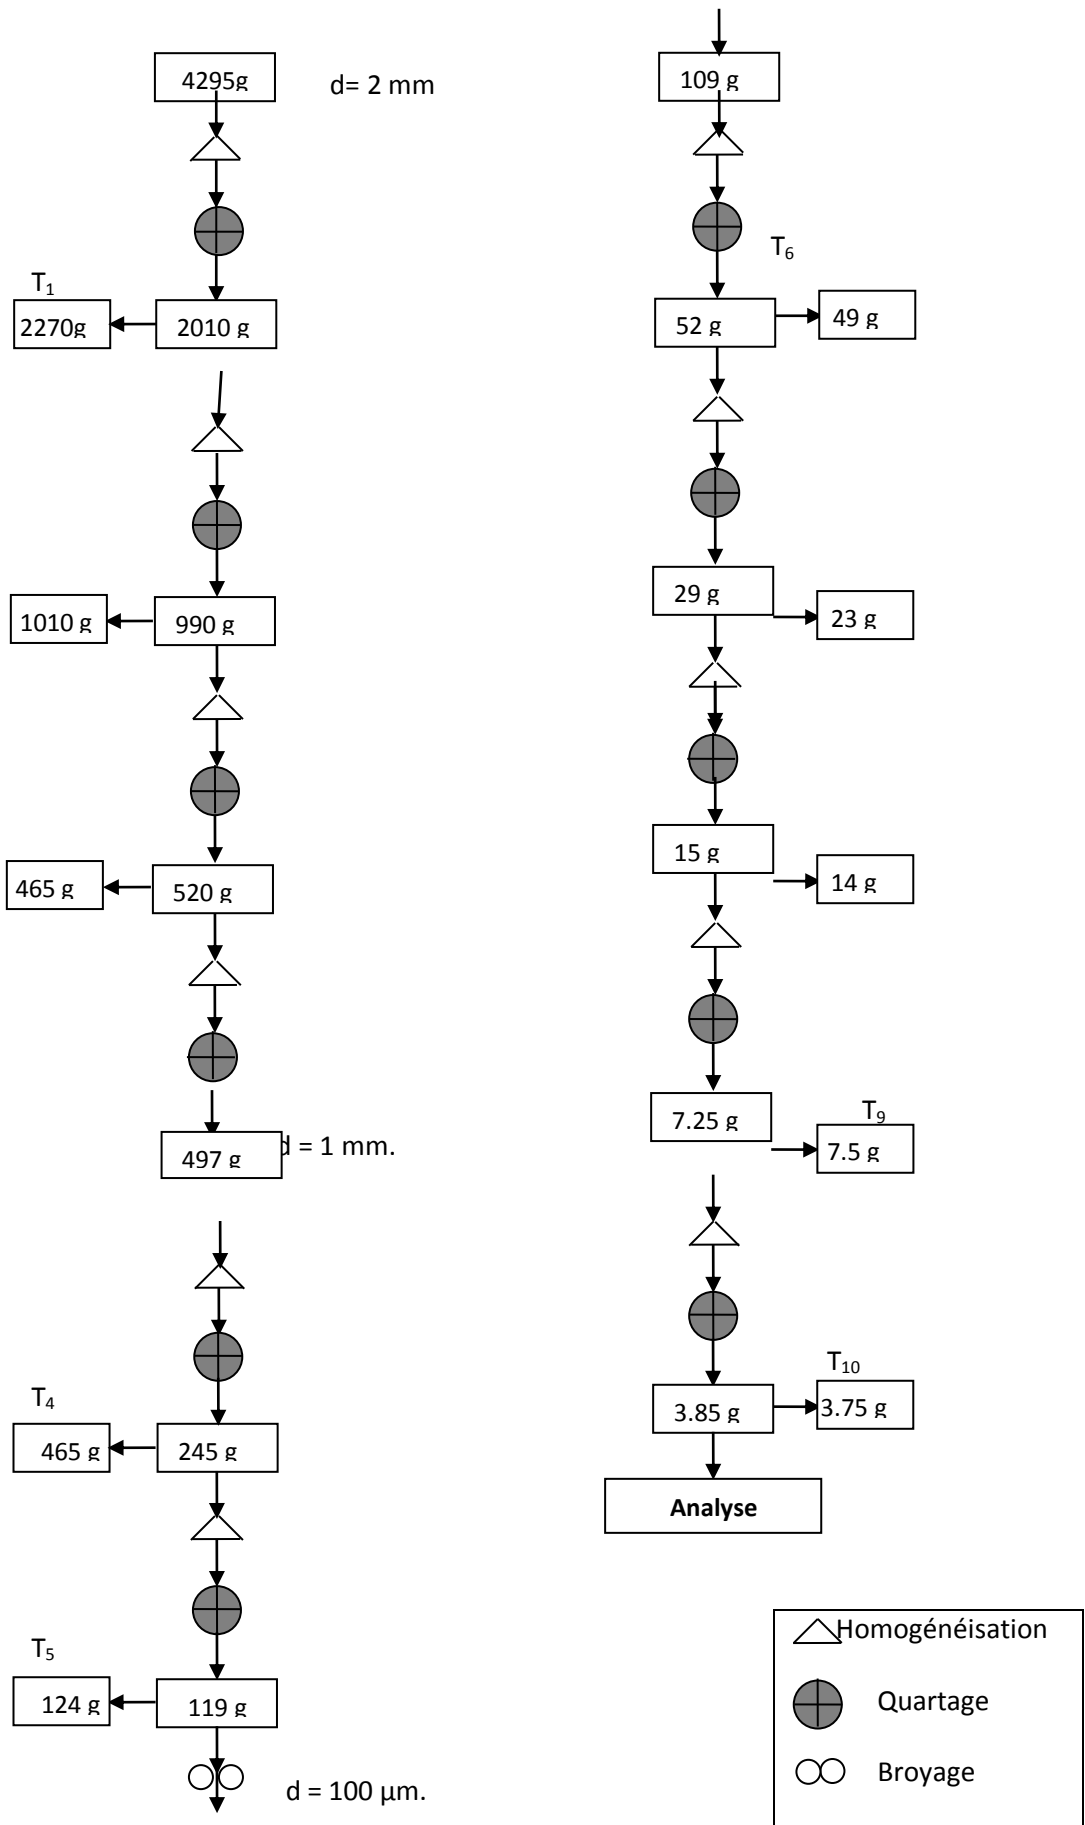 4295g
d= 2 mm
T1
2270g
2010 g
1010 g
990 g
465 g
520 g
497 g
d = 1 mm.
T4
465 g
245 g
T5
124 g
119 g
d = 100 µm.
109 g
T6
52 g
49 g
29 g
23 g
15 g
14 g
7.25 g
T9
7.5 g
T10
3.85 g
3.75 g
Analyse
Homogénéisation
Quartage
Broyage